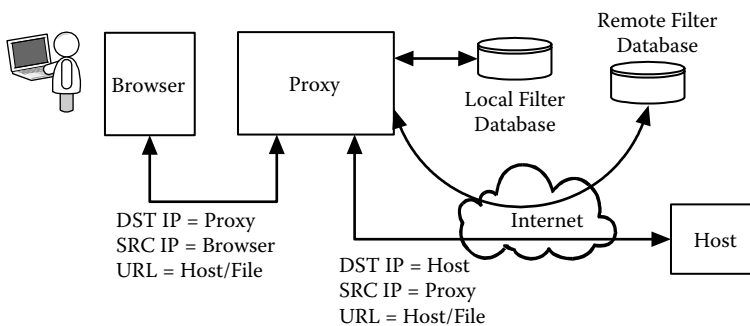 Remote Filter
Database
Browser
Proxy
Local Filter
Database
DST IP = Proxy
SRC IP = Browser
URL = Host/File
Internet
Host
DST IP = Host
SRC IP = Proxy
URL = Host/File